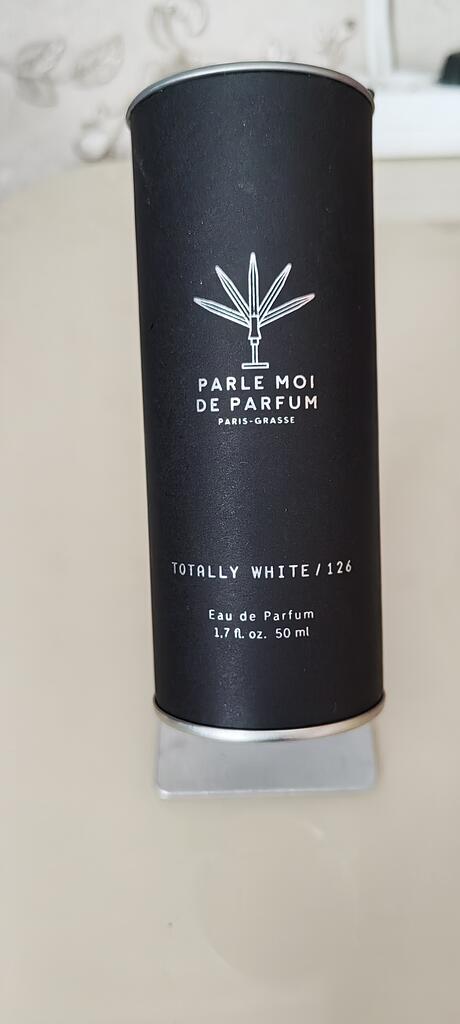 PARLE MOI
DE PARFUM
PARIS-GRASSE
TOTALLY WHITE/126
Eau de Parfum
1.7 fl. oz. 50 ml